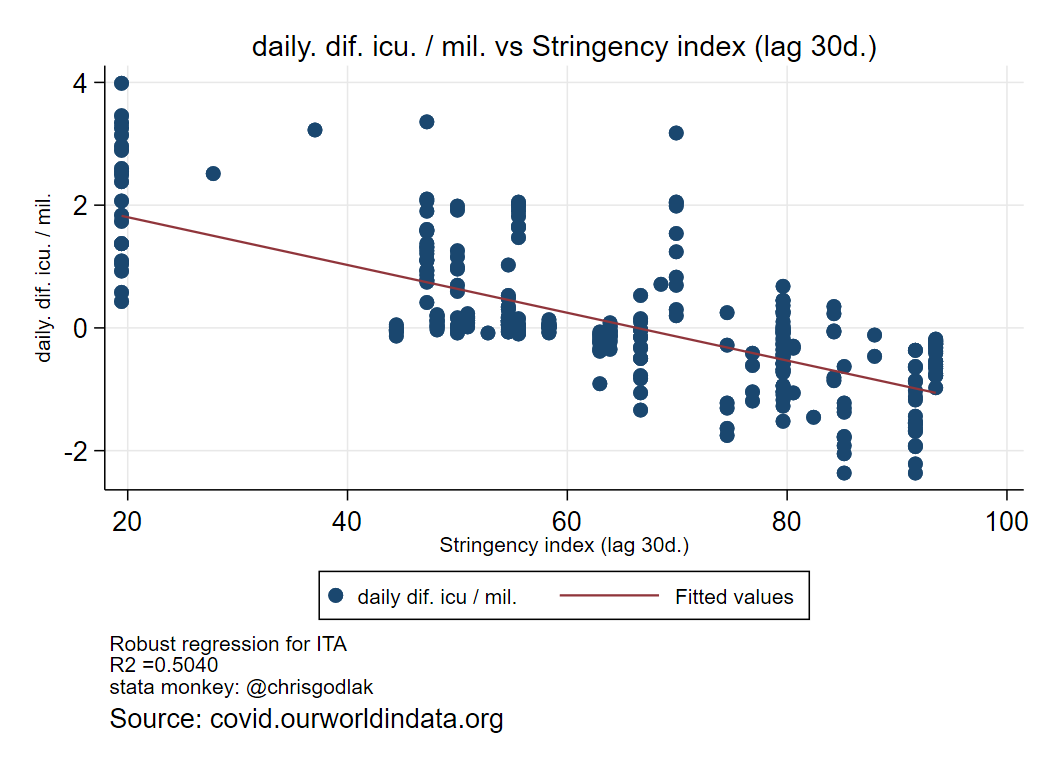 daily. dif. icu. / mil. vs Stringency index (lag 30d.)
daily. dif. icu. / mil.
4
2
0
-2
20 40 60 80 100
Stringency index (lag 30d.)
daily dif. icu / mil. Fitted values
Robust regression for ITA
R2 =0.5040
stata monkey: @chrisgodlak
Source: covid.ourworldindata.org